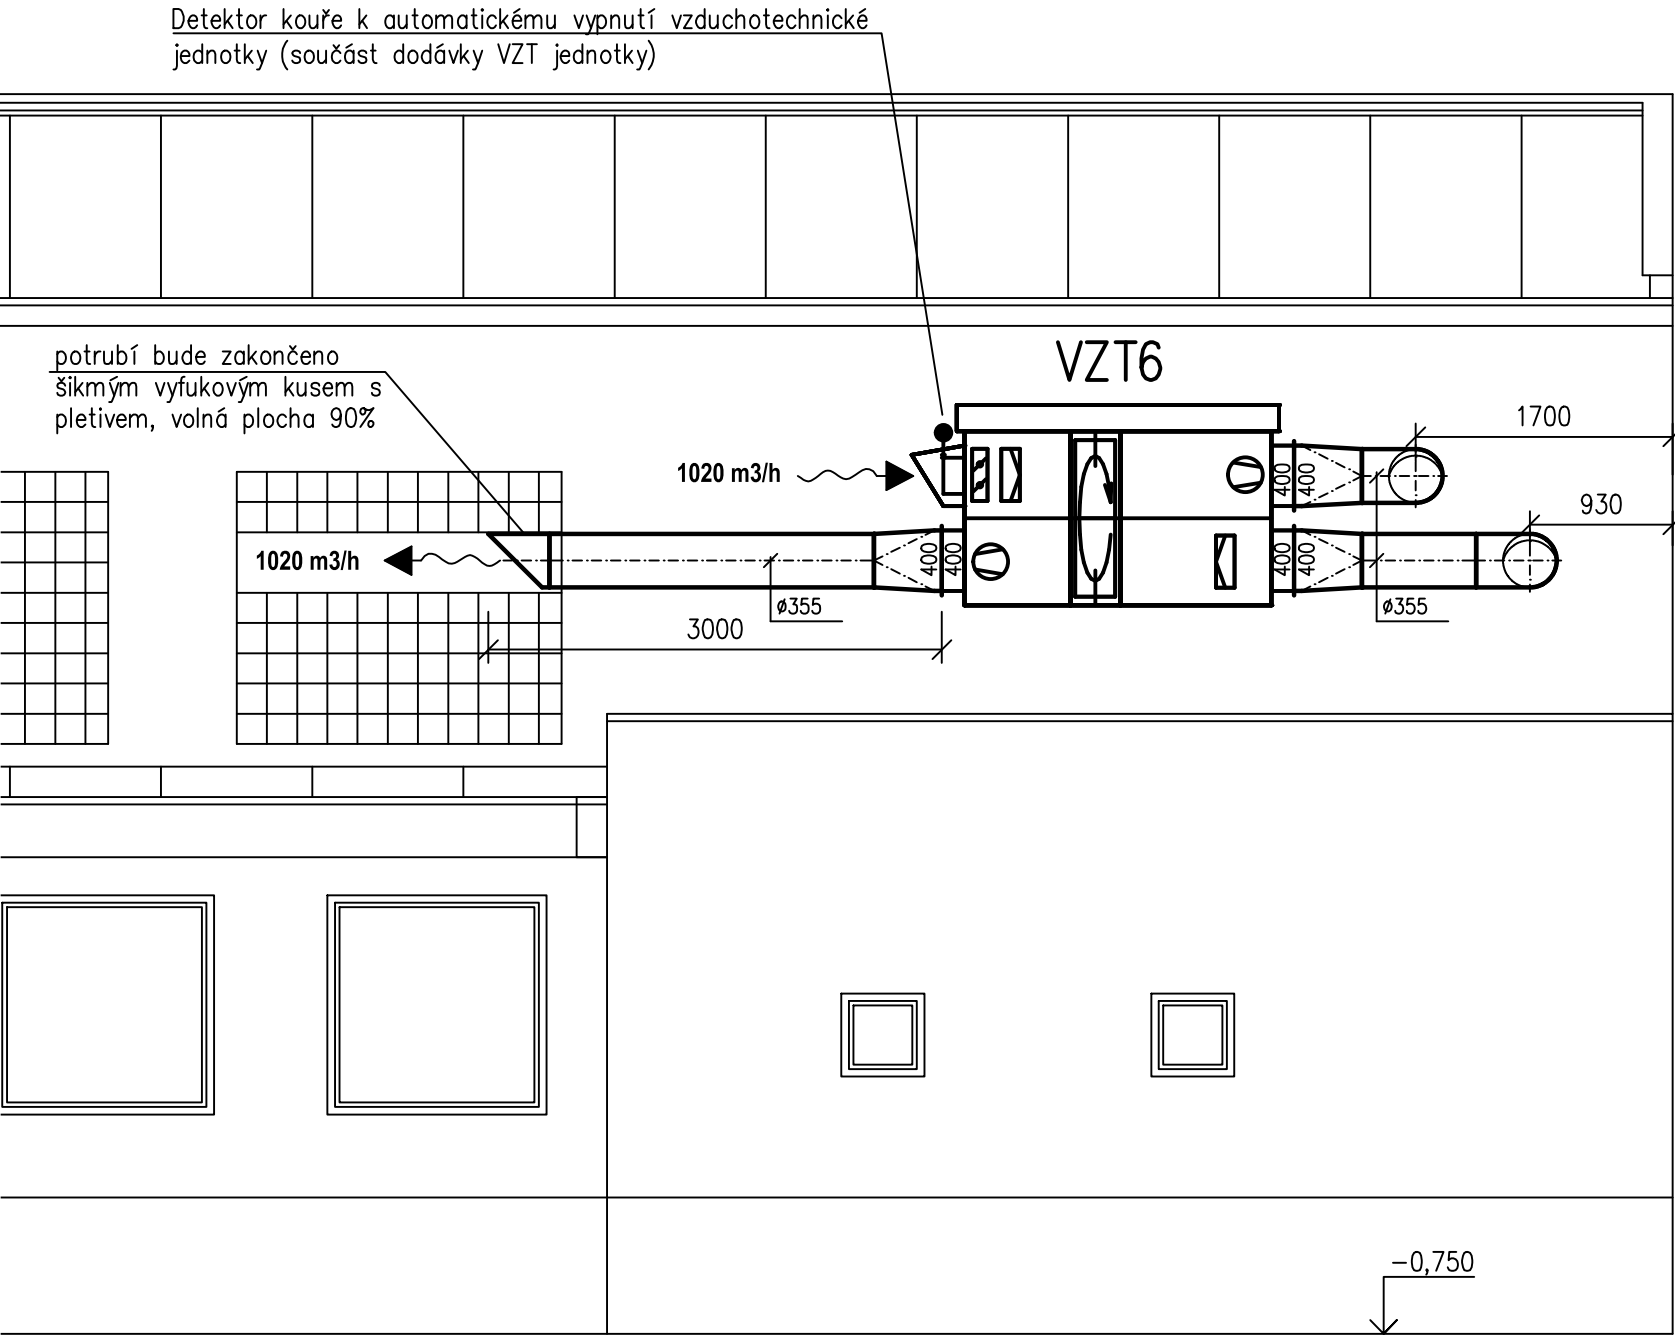 Detektor kouře k automatickému vypnutí vzduchotechnické
jednotky (součást dodávky VZT jednotky)
potrubí bude zakončeno
šikmým vyfukovým kusem s
pletivem, volná plocha 90%
VZT6
1700
1020 m3/h
400
400
930
1020 m3/h
400
400
400
400
ø355
ø355
3000
-0,750